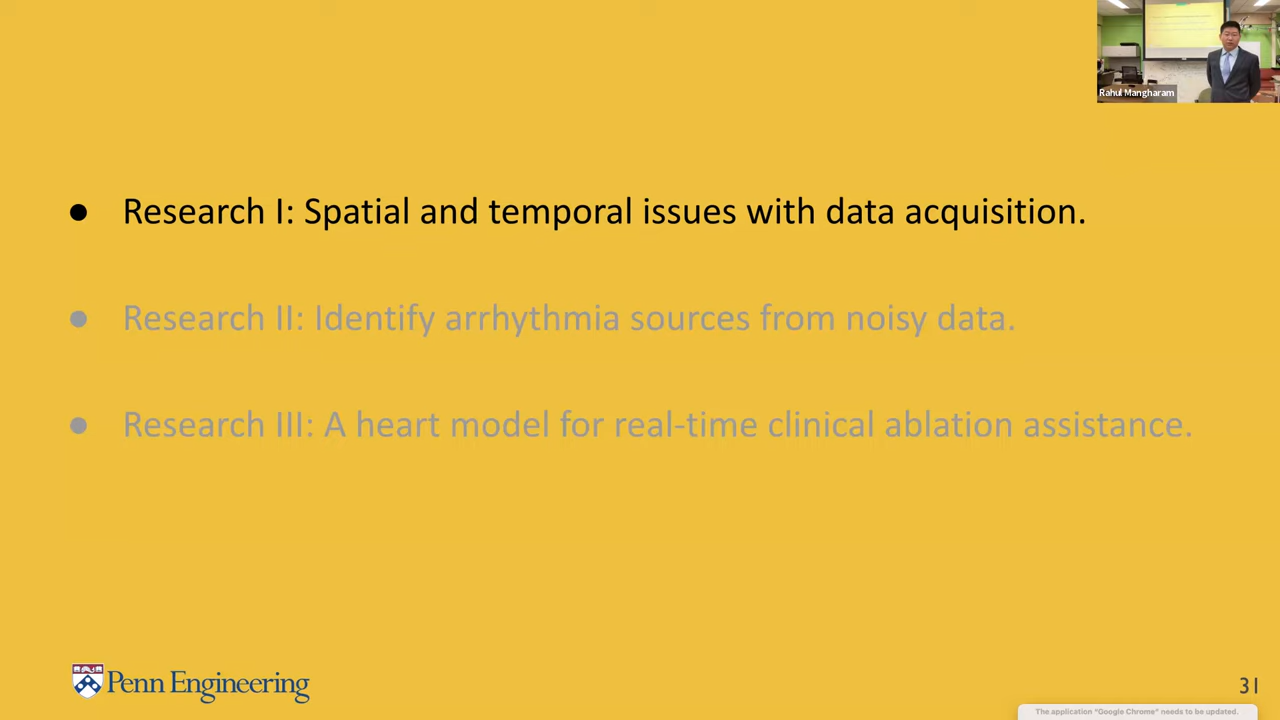 Rahul Mangharam
● Research I: Spatial and temporal issues with data acquisition.
● Research II: Identify arrhythmia sources from noisy data.
● Research III: A heart model for real-time clinical ablation assistance.
Penn Engineering
31
The application "Google Chrome" needs to be updated.